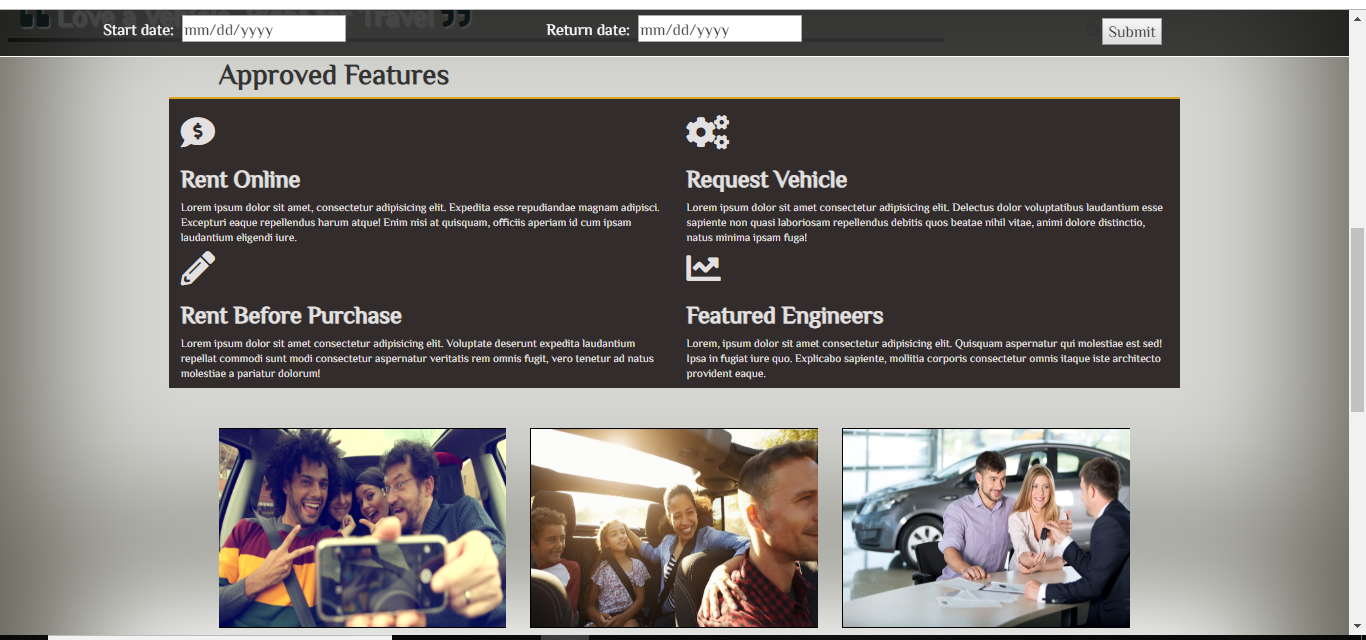 Love a Vehicle, Rent for Travel
Start date: mm/dd/yyyy Return date: mm/dd/yyyy Submit
Approved Features
$
Rent Online
Lorem ipsum dolor sit amet, consectetur adipisicing elit. Expedita esse repudiandae magnam adipisci.
Excepturi eaque repellendus harum atque! Enim nisi at quisquam, officiis aperiam id cum ipsam
laudantium eligendi iure.
Request Vehicle
Lorem ipsum dolor sit amet consectetur adipisicing elit. Delectus dolor voluptatibus laudantium esse
sapiente non quasi laboriosam repellendus debitis quos beatae nihil vitae, animi dolore distinctio,
natus minima ipsam fuga!
Rent Before Purchase
Lorem ipsum dolor sit amet consectetur adipisicing elit. Voluptate deserunt expedita laudantium
repellat commodi sunt modi consectetur aspernatur veritatis rem omnis fugit, vero tenetur ad natus
molestiae a pariatur dolorum!
Featured Engineers
Lorem, ipsum dolor sit amet consectetur adipisicing elit. Quisquam aspernatur qui molestiae est sed!
Ipsa in fugiat iure quo. Explicabo sapiente, mollitia corporis consectetur omnis itaque iste architecto
provident eaque.